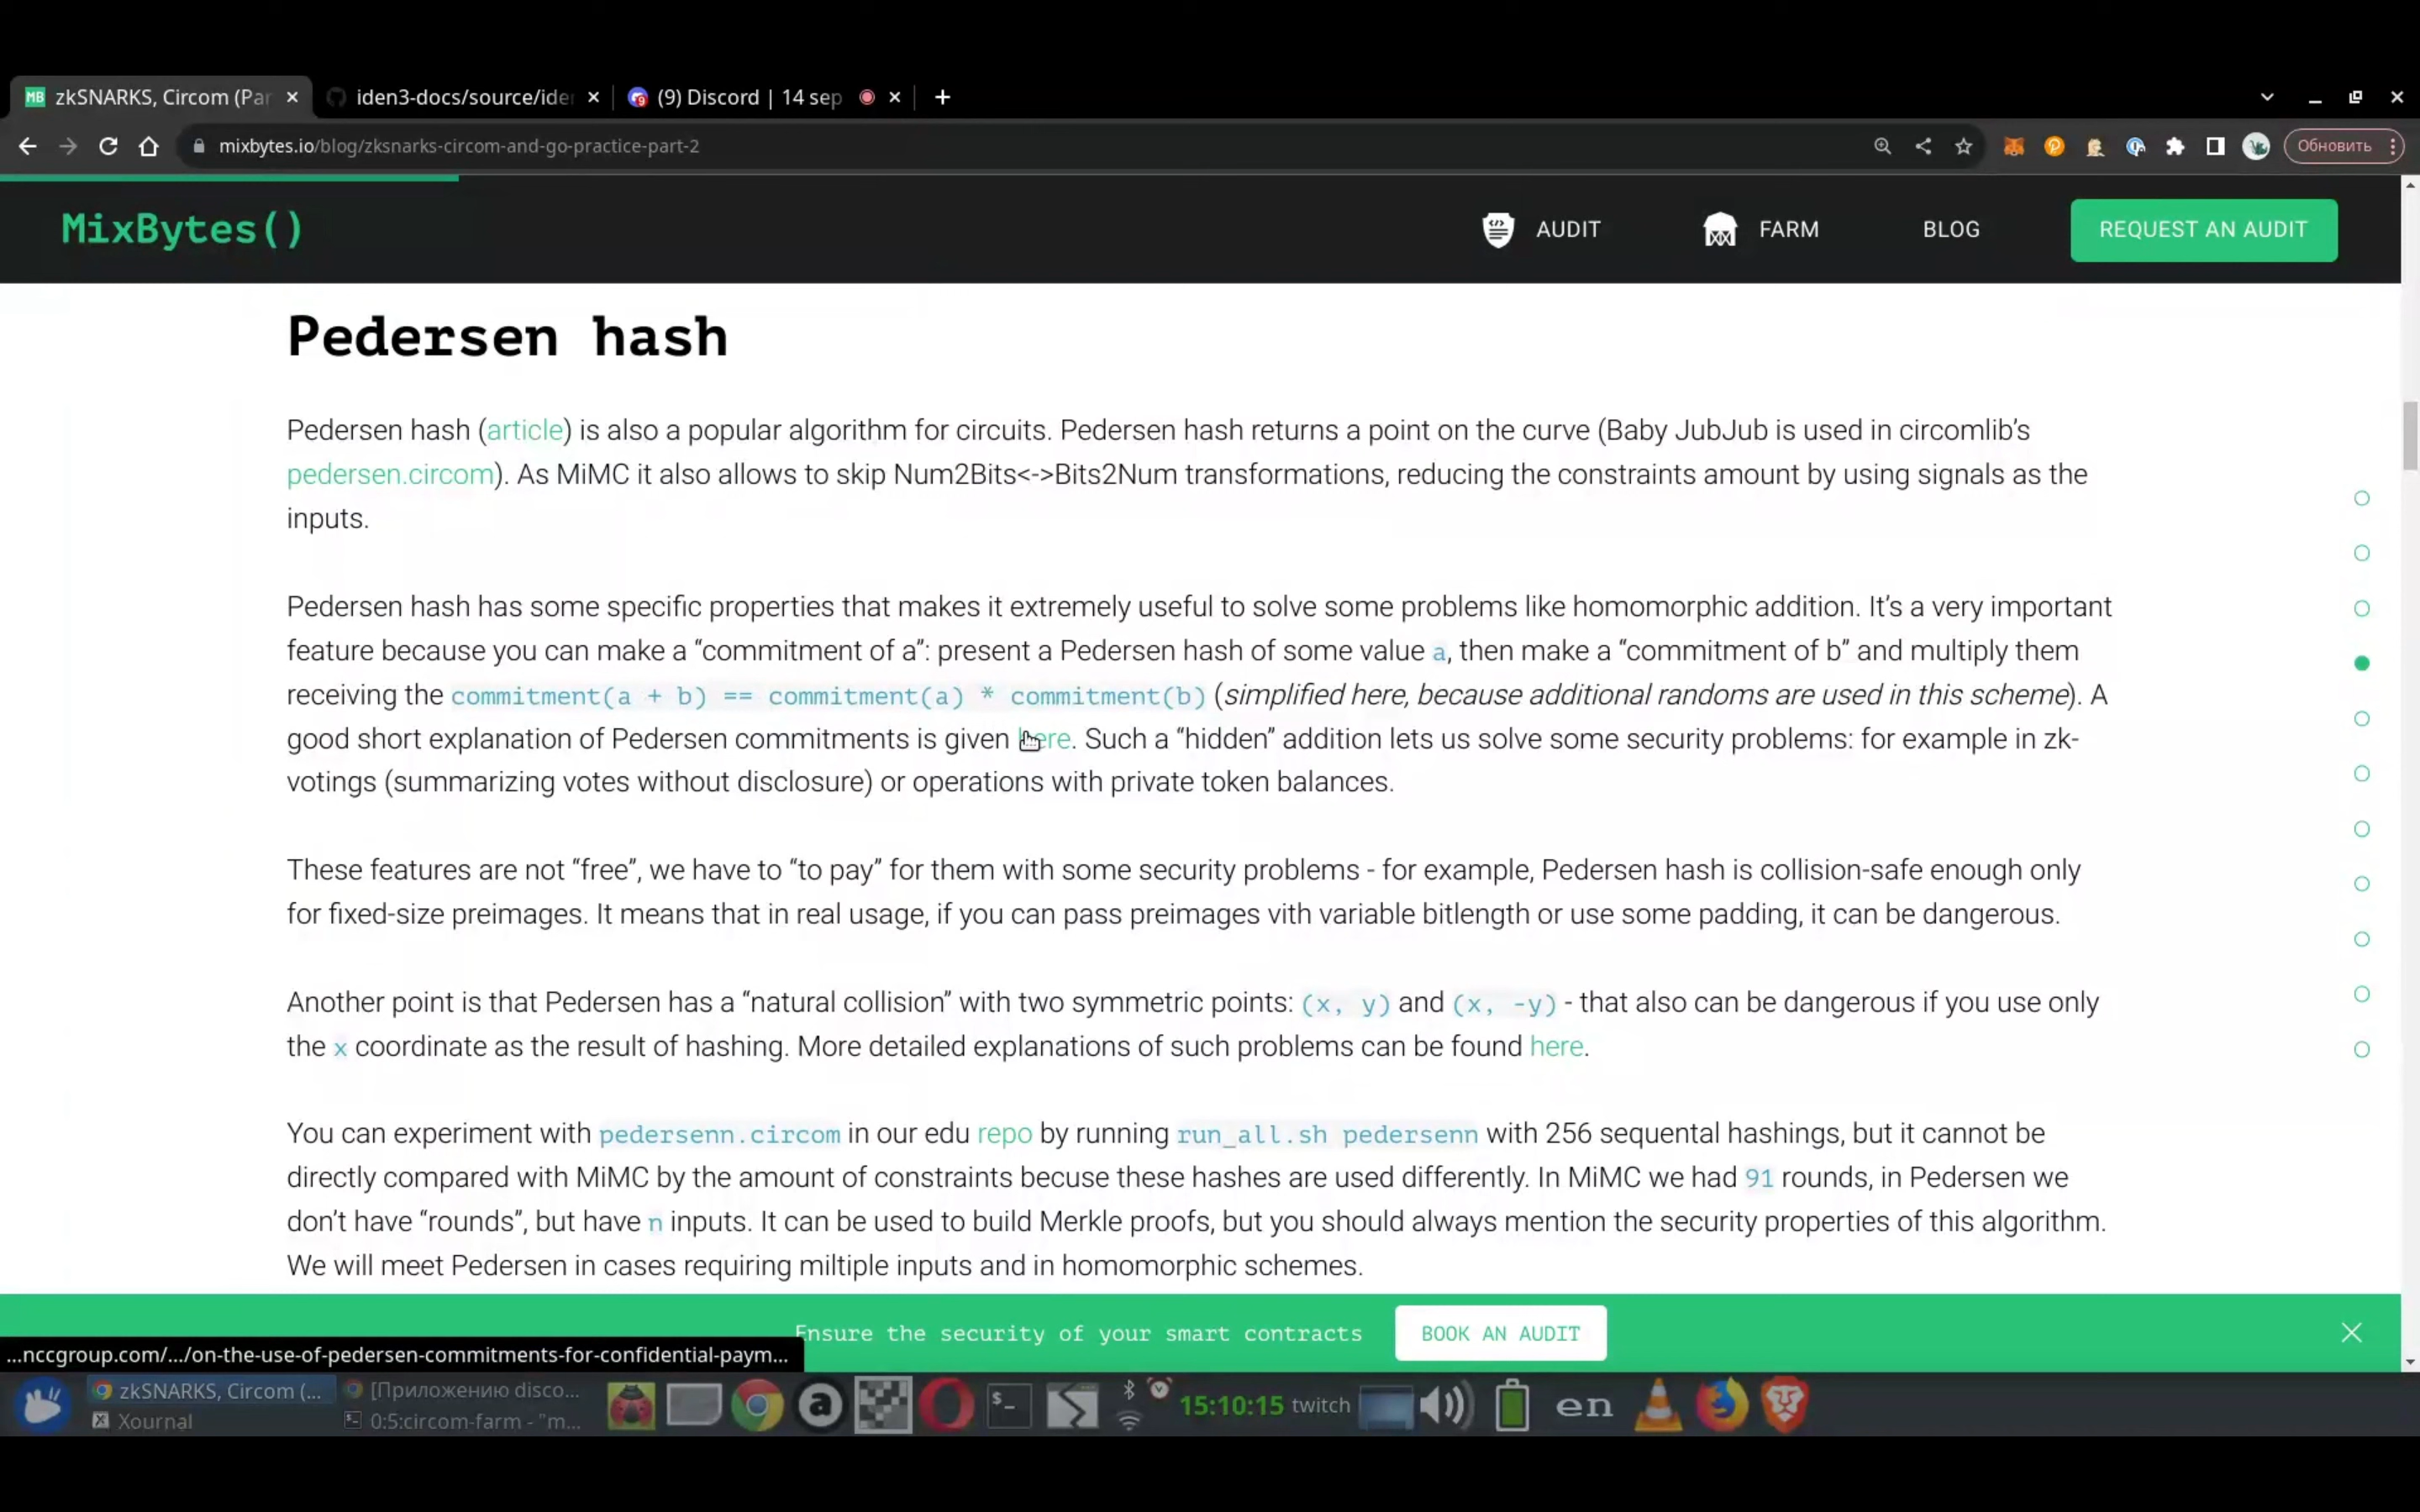 zkSNARKS, Circom (Par
iden3-docs/source/ide
(9) Discord | 14 sep
mixbytes.io/blog/zksnarks-circom-and-go-practice-part-2
Обновить
MixBytes()
AUDIT
FARM
BLOG
REQUEST AN AUDIT
Pedersen hash
Pedersen hash (article) is also a popular algorithm for circuits. Pedersen hash returns a point on the curve (Baby JubJub is used in circomlib’s
pedersen.circom). As MiMC it also allows to skip Num2Bits<->Bits2Num transformations, reducing the constraints amount by using signals as the
inputs.
Pedersen hash has some specific properties that makes it extremely useful to solve some problems like homomorphic addition. It’s a very important
feature because you can make a “commitment of a”: present a Pedersen hash of some value a, then make a “commitment of b” and multiply them
receiving the commitment(a + b) == commitment(a) * commitment(b) (simplified here, because additional randoms are used in this scheme). A
good short explanation of Pedersen commitments is given here. Such a “hidden” addition lets us solve some security problems: for example in zk-
votings (summarizing votes without disclosure) or operations with private token balances.
These features are not “free”, we have to “to pay” for them with some security problems - for example, Pedersen hash is collision-safe enough only
for fixed-size preimages. It means that in real usage, if you can pass preimages vith variable bitlength or use some padding, it can be dangerous.
Another point is that Pedersen has a “natural collision” with two symmetric points: (x, y) and (x, -y) - that also can be dangerous if you use only
the x coordinate as the result of hashing. More detailed explanations of such problems can be found here.
You can experiment with pedersenn.circom in our edu repo by running run_all.sh pedersenn with 256 sequental hashings, but it cannot be
directly compared with MiMC by the amount of constraints becuse these hashes are used differently. In MiMC we had 91 rounds, in Pedersen we
don’t have “rounds”, but have n inputs. It can be used to build Merkle proofs, but you should always mention the security properties of this algorithm.
We will meet Pedersen in cases requiring miltiple inputs and in homomorphic schemes.
Ensure the security of your smart contracts
BOOK AN AUDIT
...nccgroup.com/.../on-the-use-of-pedersen-commitments-for-confidential-paym...
zkSNARKS, Circom (...
[Приложению disco...
Xournal
0:5:circom-farm - "m...
15:10:15
twitch
en